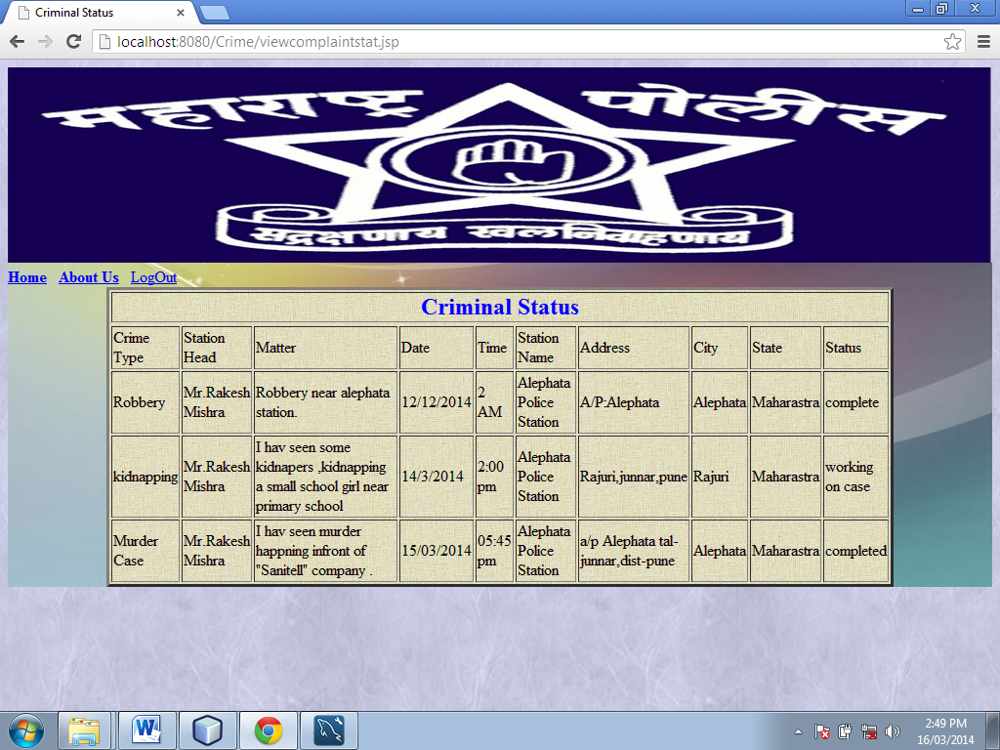 Criminal Status
localhost:8080/Crime/viewcomplaintstat.jsp
महाराष्ट्र पोलीस
सद्रक्षणाय खलनिग्रहणाय
Home About Us LogOut
Criminal Status
Crime Type Station Head Matter Date Time Station Name Address City State Status
Robbery Mr.Rakesh Mishra Robbery near alephata station. 12/12/2014 2 AM Alephata Police Station A/P:Alephata Alephata Maharastra complete
kidnapping Mr.Rakesh Mishra I hav seen some kidnapers ,kidnapping a small school girl near primary school 14/3/2014 2:00 pm Alephata Police Station Rajuri,junnar,pune Rajuri Maharastra working on case
Murder Case Mr.Rakesh Mishra I hav seen murder happning infront of "Sanitell" company . 15/03/2014 05:45 pm Alephata Police Station a/p Alephata tal-junnar,dist-pune Alephata Maharastra completed
2:49 PM
16/03/2014